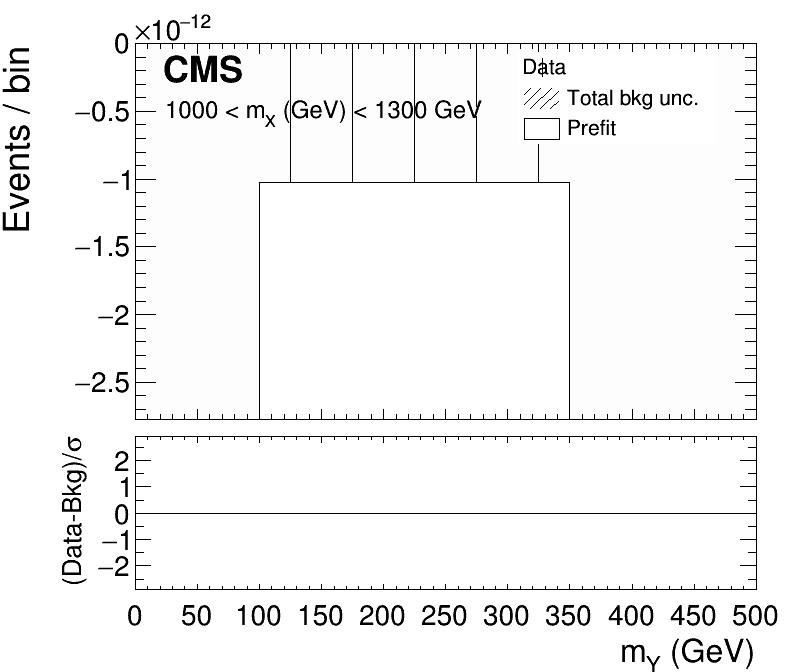 ×10⁻¹²
Events / bin
0
−0.5
−1
−1.5
−2
−2.5
CMS
1000 < mX (GeV) < 1300 GeV
Data
Total bkg unc.
Prefit
(Data-Bkg)/σ
2
1
0
−1
−2
0 50 100 150 200 250 300 350 400 450 500
mY (GeV)